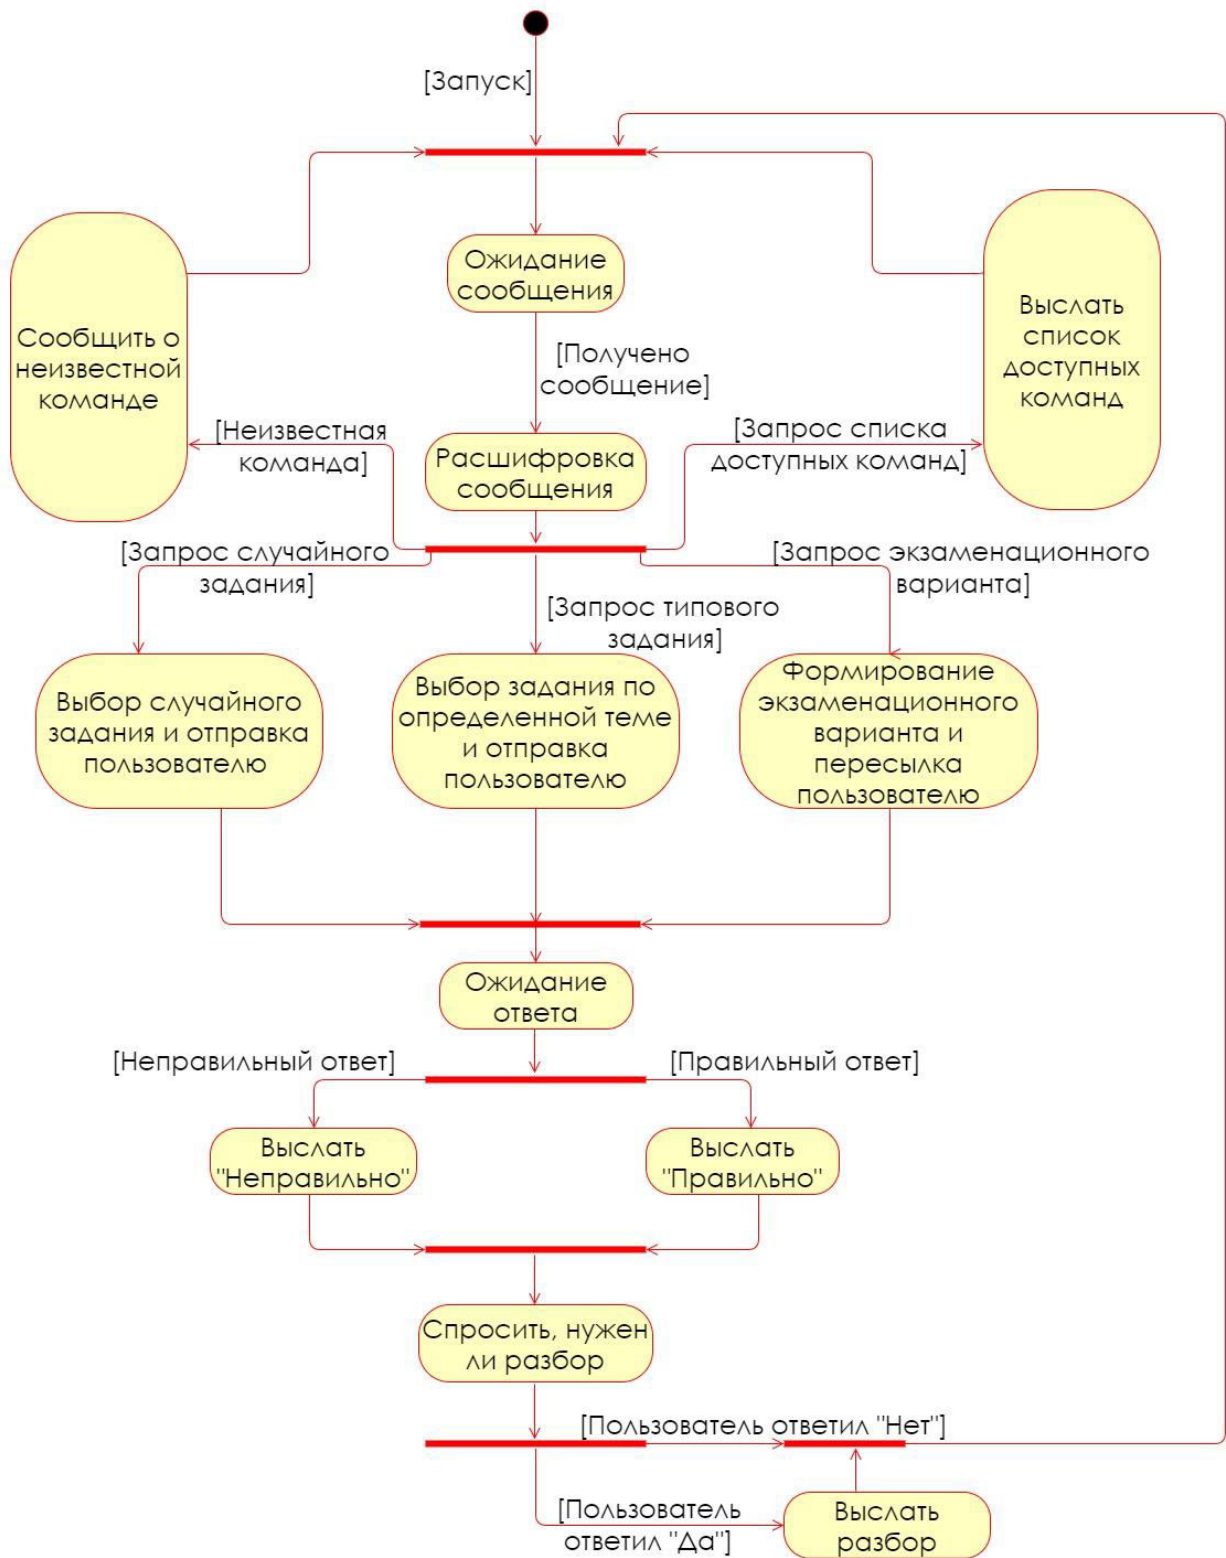 [Запуск]
Ожидание
сообщения
[Получено
сообщение]
Сообщить о
неизвестной
команде
Выслать
список
доступных
команд
[Неизвестная
команда]
Расшифровка
сообщения
[Запрос списка
доступных команд]
[Запрос случайного
задания]
[Запрос типового
задания]
[Запрос экзаменационного
варианта]
Выбор случайного
задания и отправка
пользователю
Выбор задания по
определенной теме
и отправка
пользователю
Формирование
экзаменационного
варианта и
пересылка
пользователю
Ожидание
ответа
[Неправильный ответ]
[Правильный ответ]
Выслать
"Неправильно"
Выслать
"Правильно"
Спросить, нужен
ли разбор
[Пользователь ответил "Нет"]
[Пользователь
ответил "Да"]
Выслать
разбор